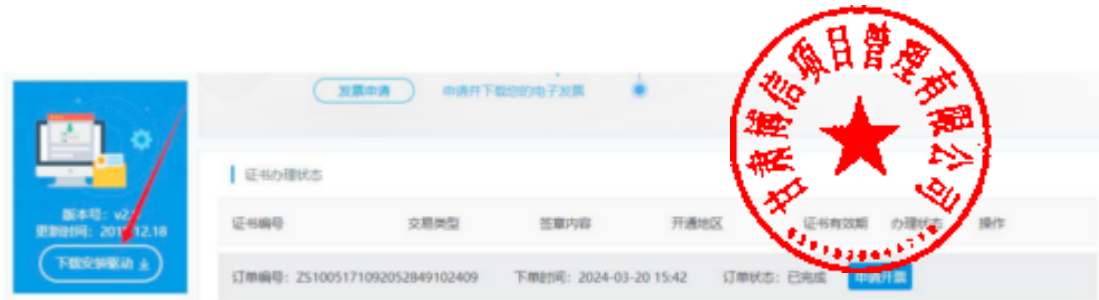 发票申请 申请并下载您的电子发票
甘肃博信项目管理有限公司
证书办理状态
证书编号 交易类型 签章内容 开通地区 证书有效期 办理状态 操作
订单编号：ZS10051710920528491024​09 下单时间：2024-03-20 15:42 订单状态：已完成 申请开票
版本号：
更新时间： 12.18
下载安装驱动